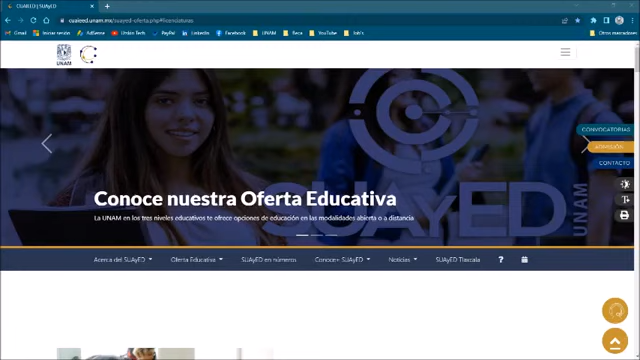 CUAIEED | SUAyED
cuaieed.unam.mx/suayed-oferta.php#licenciaturas
Gmail Iniciar sesión AdSense Unión Tech PayPal LinkedIn Facebook UNAM Beca YouTube Job's Otros marcadores
UNAM
CONVOCATORIAS
ADMISIÓN
CONTACTO
Conoce nuestra Oferta Educativa
La UNAM en los tres niveles educativos te ofrece opciones de educación en las modalidades abierta o a distancia
SUAyED
UNAM
Acerca del SUAyED Oferta Educativa SUAyED en números Conoce+ SUAyED Noticias SUAyED Tlaxcala ?